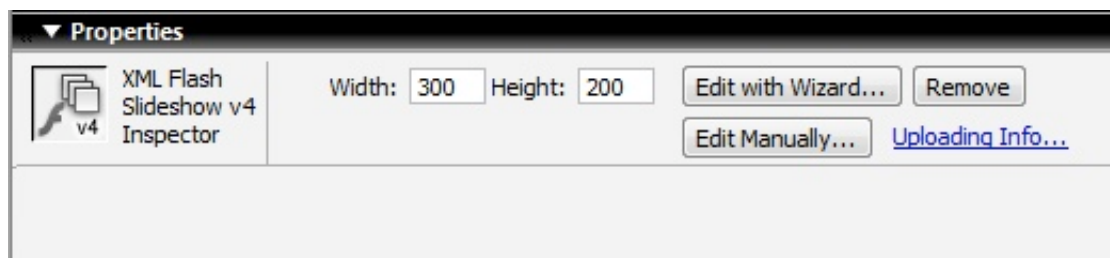 Properties
XML Flash
Slideshow v4
Inspector
v4
Width: 300 Height: 200
Edit with Wizard... Remove
Edit Manually... Uploading Info...